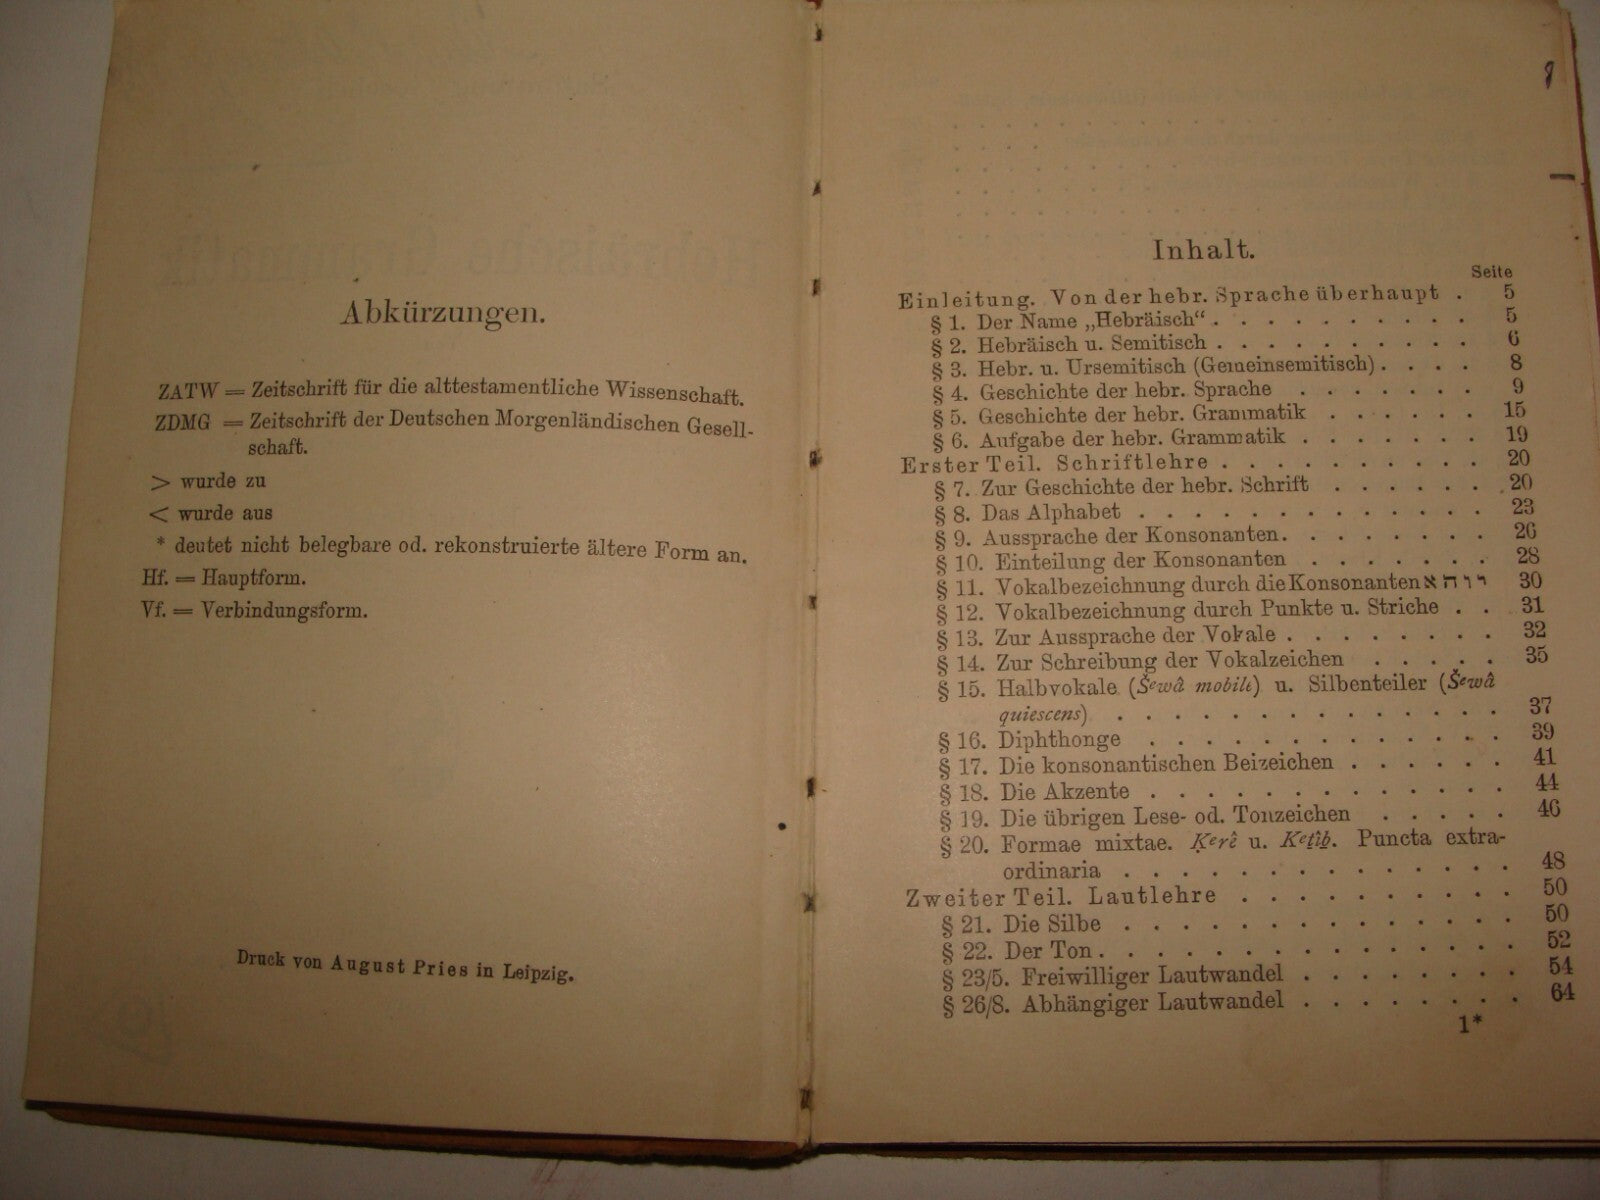 Abkürzungen.
ZATW = Zeitschrift für die alttestamentliche Wissenschaft.
ZDMG = Zeitschrift der Deutschen Morgenländischen Gesell-
schaft.
> wurde zu
< wurde aus
* deutet nicht belegbare od. rekonstruierte ältere Form an.
Hf. = Hauptform.
Vf. = Verbindungsform.
Druck von August Pries in Leipzig.
Inhalt.
Seite
Einleitung. Von der hebr. Sprache überhaupt . 5
§ 1. Der Name „Hebräisch“ . . . . . . . . . 5
§ 2. Hebräisch u. Semitisch . . . . . . . . . 6
§ 3. Hebr. u. Ursemitisch (Gemeinsemitisch) . . . . 8
§ 4. Geschichte der hebr. Sprache . . . . . . 9
§ 5. Geschichte der hebr. Grammatik . . . . . . 15
§ 6. Aufgabe der hebr. Grammatik . . . . . . 19
Erster Teil. Schriftlehre . . . . . . . . . 20
§ 7. Zur Geschichte der hebr. Schrift . . . . . . 20
§ 8. Das Alphabet . . . . . . . . . . . . 23
§ 9. Aussprache der Konsonanten. . . . . . . . 26
§ 10. Einteilung der Konsonanten . . . . . . . 28
§ 11. Vokalbezeichnung durch die Konsonanten א ה ו י 30
§ 12. Vokalbezeichnung durch Punkte u. Striche . . 31
§ 13. Zur Aussprache der Vokale . . . . . . . . 32
§ 14. Zur Schreibung der Vokalzeichen . . . . . 35
§ 15. Halbvokale (Šᵉwâ mobile) u. Silbenteiler (Šᵉwâ
quiescens) . . . . . . . . . . . . . . 37
§ 16. Diphthonge . . . . . . . . . . . . . 39
§ 17. Die konsonantischen Beizeichen . . . . . . 41
§ 18. Die Akzente . . . . . . . . . . . . . 44
§ 19. Die übrigen Lese- od. Tonzeichen . . . . . 46
§ 20. Formae mixtae. Ḳᵉrê u. Kᵉṯîḇ. Puncta extra-
ordinaria . . . . . . . . . . . . . . 48
Zweiter Teil. Lautlehre . . . . . . . . . . 50
§ 21. Die Silbe . . . . . . . . . . . . . . 50
§ 22. Der Ton . . . . . . . . . . . . . . . 52
§ 23/5. Freiwilliger Lautwandel . . . . . . . . 54
§ 26/8. Abhängiger Lautwandel . . . . . . . . 64
1*